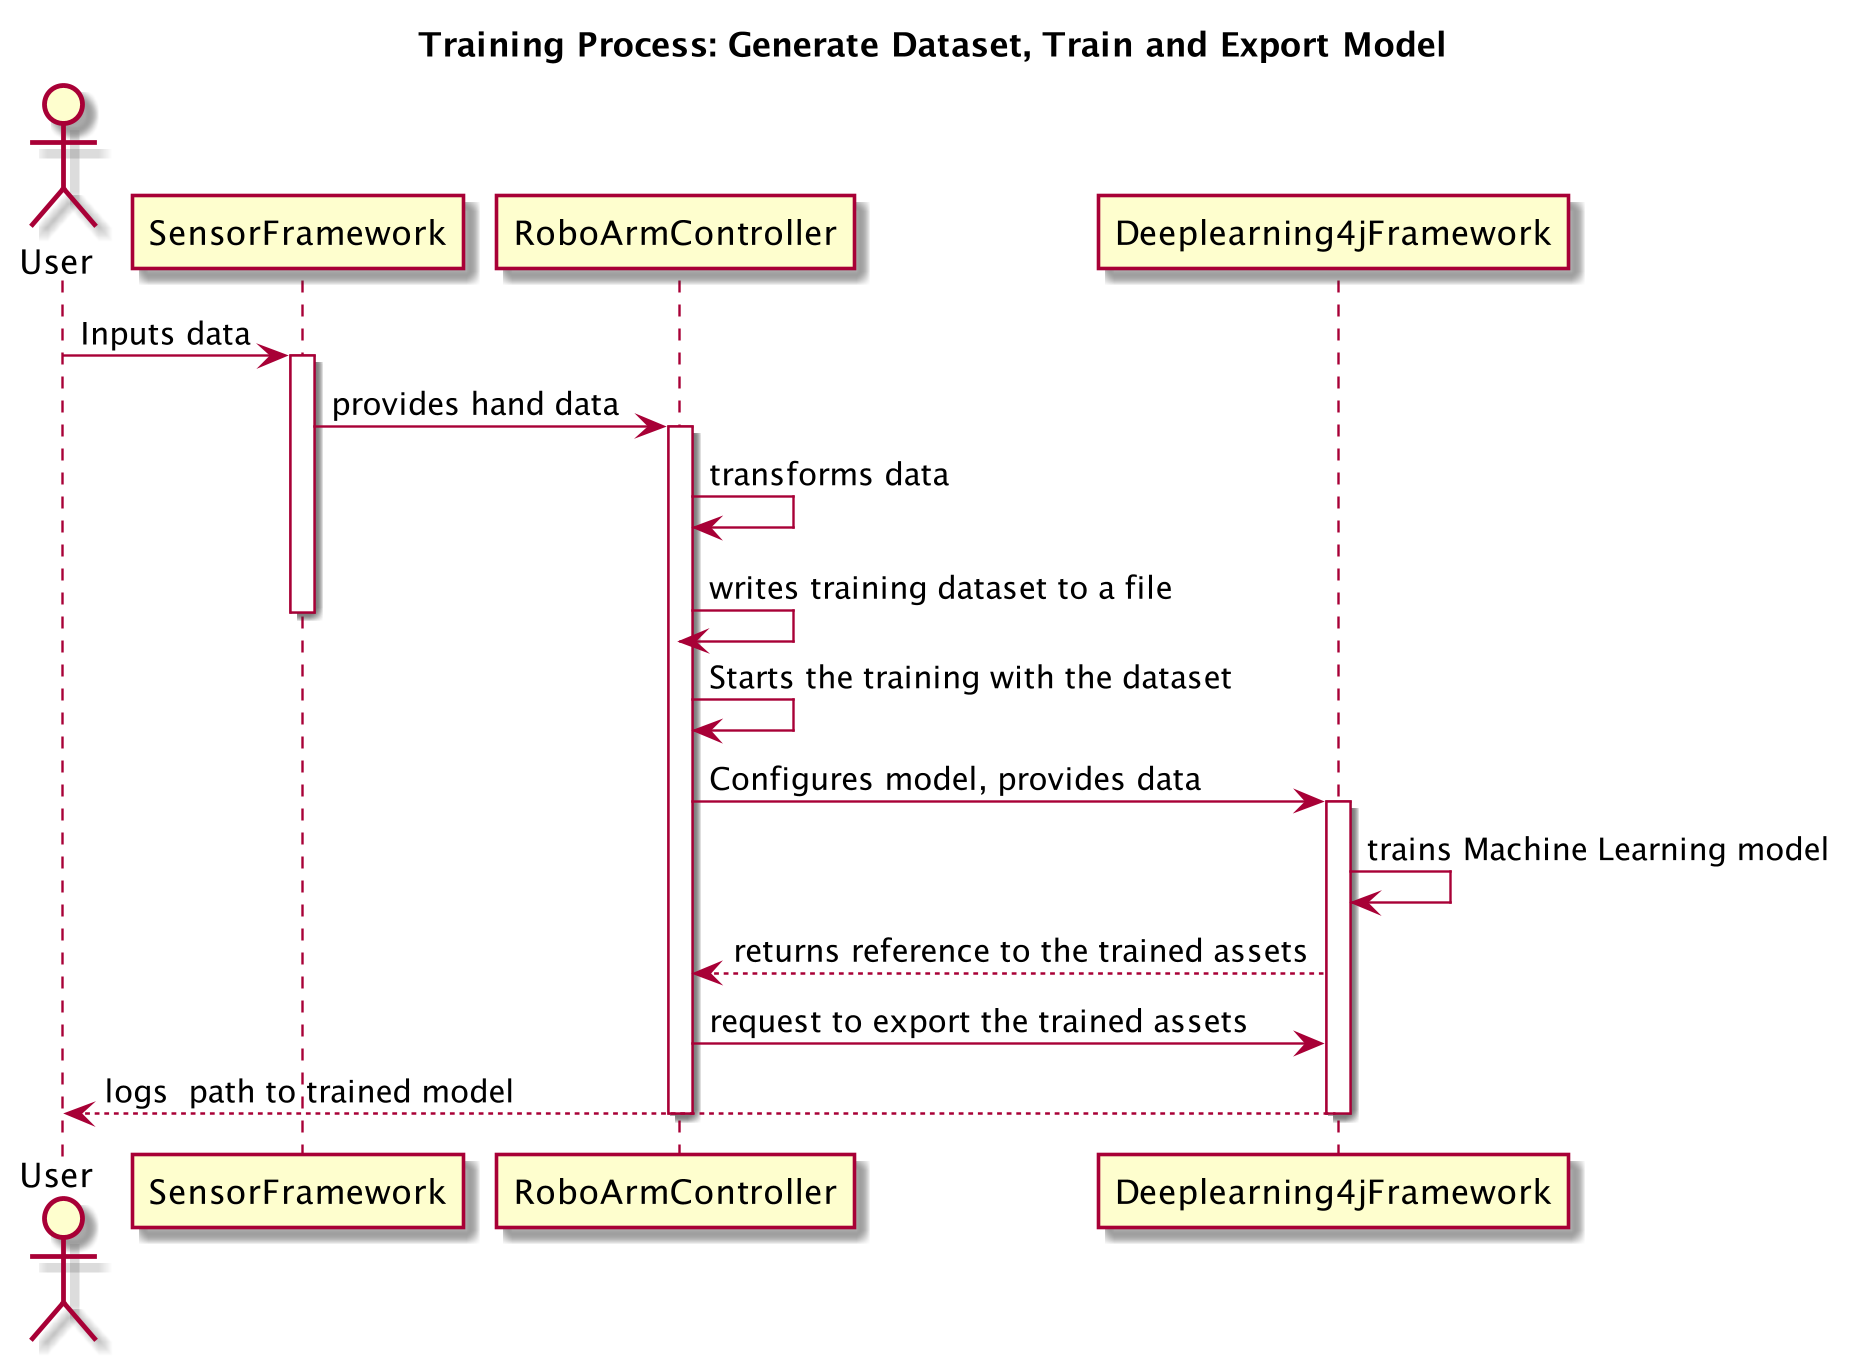 Training Process: Generate Dataset, Train and Export Model
User
SensorFramework
RoboArmController
Deeplearning4jFramework
Inputs data
provides hand data
transforms data
writes training dataset to a file
Starts the training with the dataset
Configures model, provides data
trains Machine Learning model
returns reference to the trained assets
request to export the trained assets
logs  path to trained model
User
SensorFramework
RoboArmController
Deeplearning4jFramework